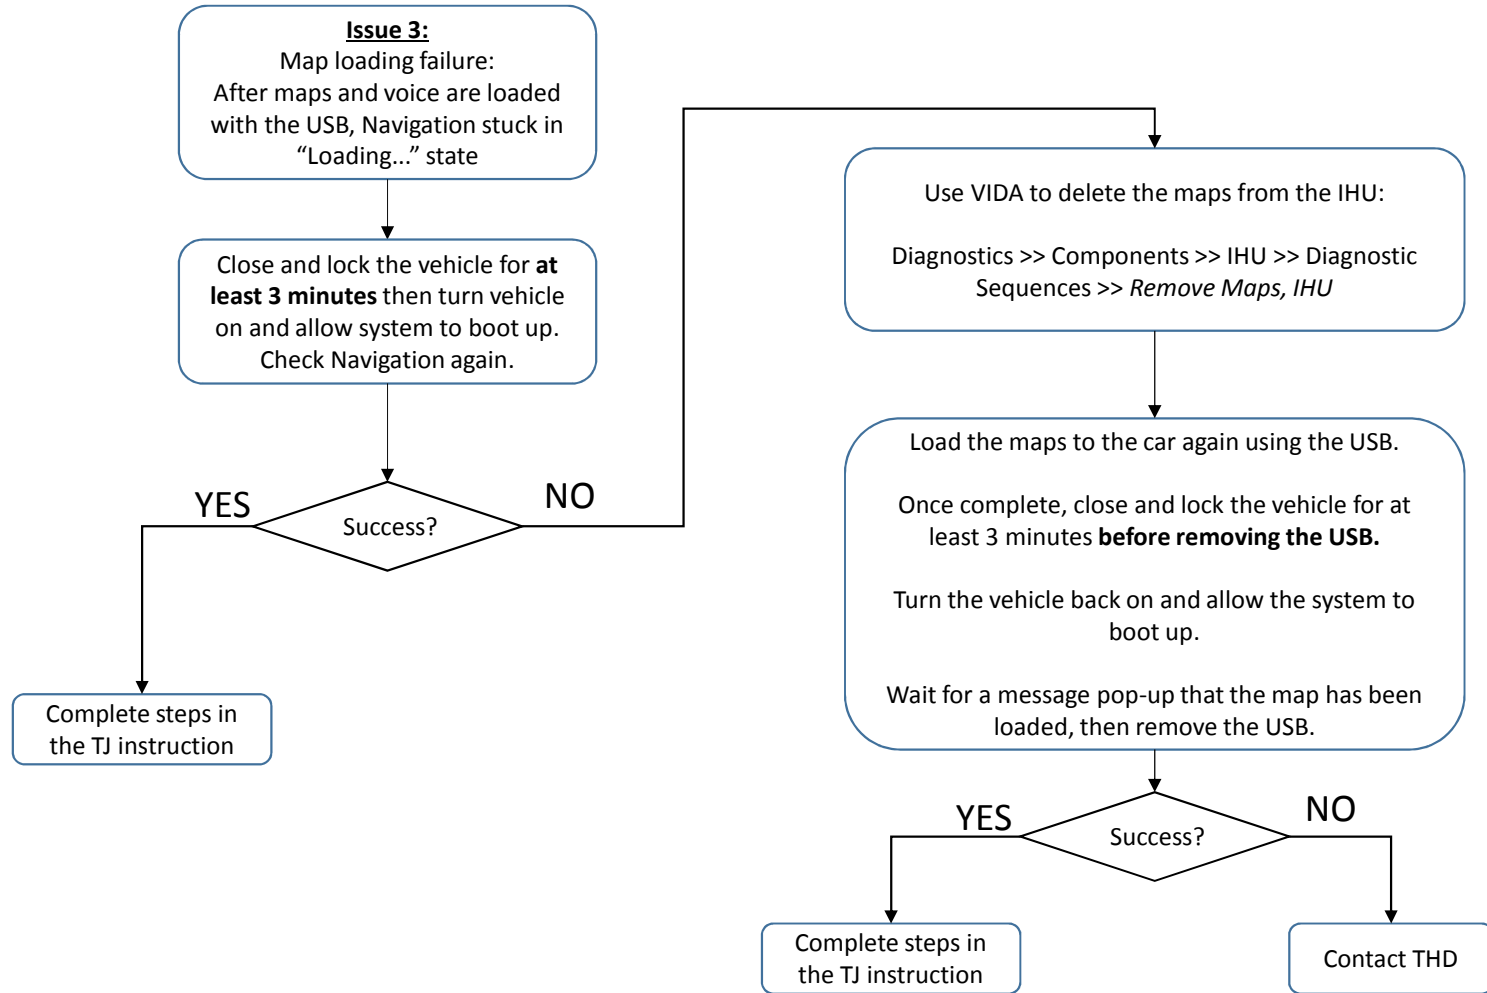 Issue 3:
Map loading failure:
After maps and voice are loaded
with the USB, Navigation stuck in
“Loading...” state
Close and lock the vehicle for at
least 3 minutes then turn vehicle
on and allow system to boot up.
Check Navigation again.
YES
NO
Success?
Complete steps in
the TJ instruction
Use VIDA to delete the maps from the IHU:
Diagnostics >> Components >> IHU >> Diagnostic
Sequences >> Remove Maps, IHU
Load the maps to the car again using the USB.
Once complete, close and lock the vehicle for at
least 3 minutes before removing the USB.
Turn the vehicle back on and allow the system to
boot up.
Wait for a message pop-up that the map has been
loaded, then remove the USB.
YES
NO
Success?
Complete steps in
the TJ instruction
Contact THD